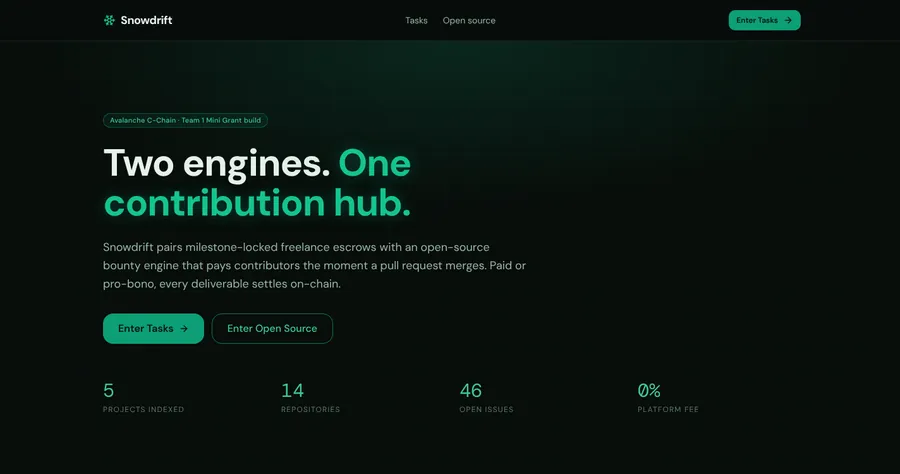 Snowdrift
Tasks
Open source
Enter Tasks →
Avalanche C-Chain · Team 1 Mini Grant build
Two engines. One
contribution hub.
Snowdrift pairs milestone-locked freelance escrows with an open-source
bounty engine that pays contributors the moment a pull request merges. Paid or
pro-bono, every deliverable settles on-chain.
Enter Tasks →
Enter Open Source
5
14
46
0%
PROJECTS INDEXED
REPOSITORIES
OPEN ISSUES
PLATFORM FEE